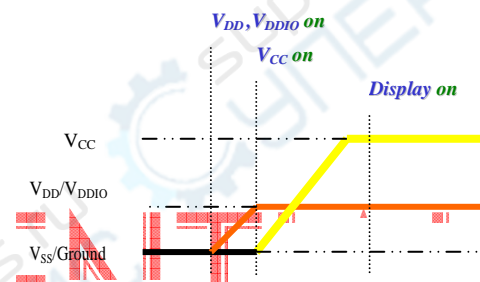 VDD ,VDDIO on
VCC on
Display on
VCC
VDD/VDDIO
VSS/Ground